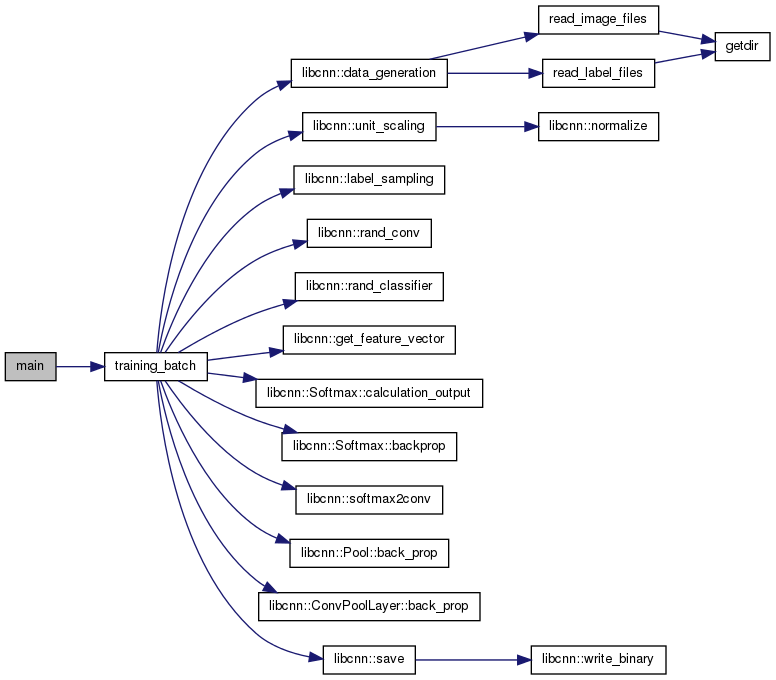 read_image_files
getdir
libcnn::data_generation
read_label_files
libcnn::unit_scaling
libcnn::normalize
libcnn::label_sampling
libcnn::rand_conv
libcnn::rand_classifier
libcnn::get_feature_vector
main
training_batch
libcnn::Softmax::calculation_output
libcnn::Softmax::backprop
libcnn::softmax2conv
libcnn::Pool::back_prop
libcnn::ConvPoolLayer::back_prop
libcnn::save
libcnn::write_binary